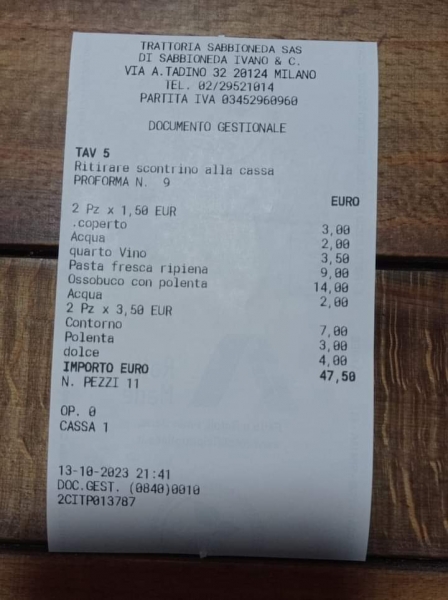 TRATTORIA SABBIONEDA SAS
DI SABBIONEDA IVANO & C.
VIA A.TADINO 32 20124 MILANO
TEL. 02/29521014
PARTITA IVA 03452960960
DOCUMENTO GESTIONALE
TAV 5
Ritirare scontrino alla cassa
PROFORMA N. 9
EURO
2 Pz x 1,50 EUR
.coperto 3,00
Acqua 2,00
quarto Vino 3,50
Pasta fresca ripiena 9,00
Ossobuco con polenta 14,00
Acqua 2,00
2 Pz x 3,50 EUR
Contorno 7,00
Polenta 3,00
dolce 4,00
IMPORTO EURO 47,50
N. PEZZI 11
OP. 0
CASSA 1
13-10-2023 21:41
DOC.GEST. (0840)0010
2CITP013787